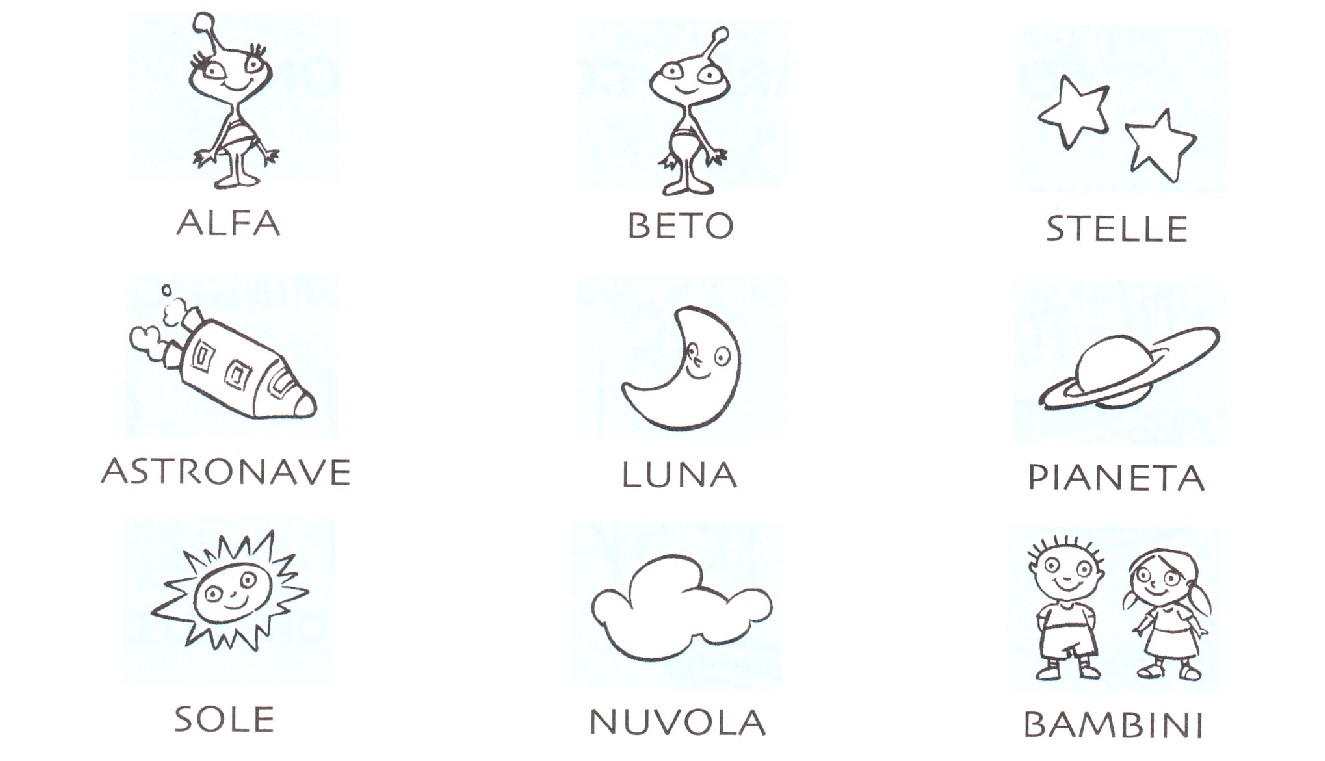 ALFA
BETO
STELLE
ASTRONAVE
LUNA
PIANETA
SOLE
NUVOLA
BAMBINI